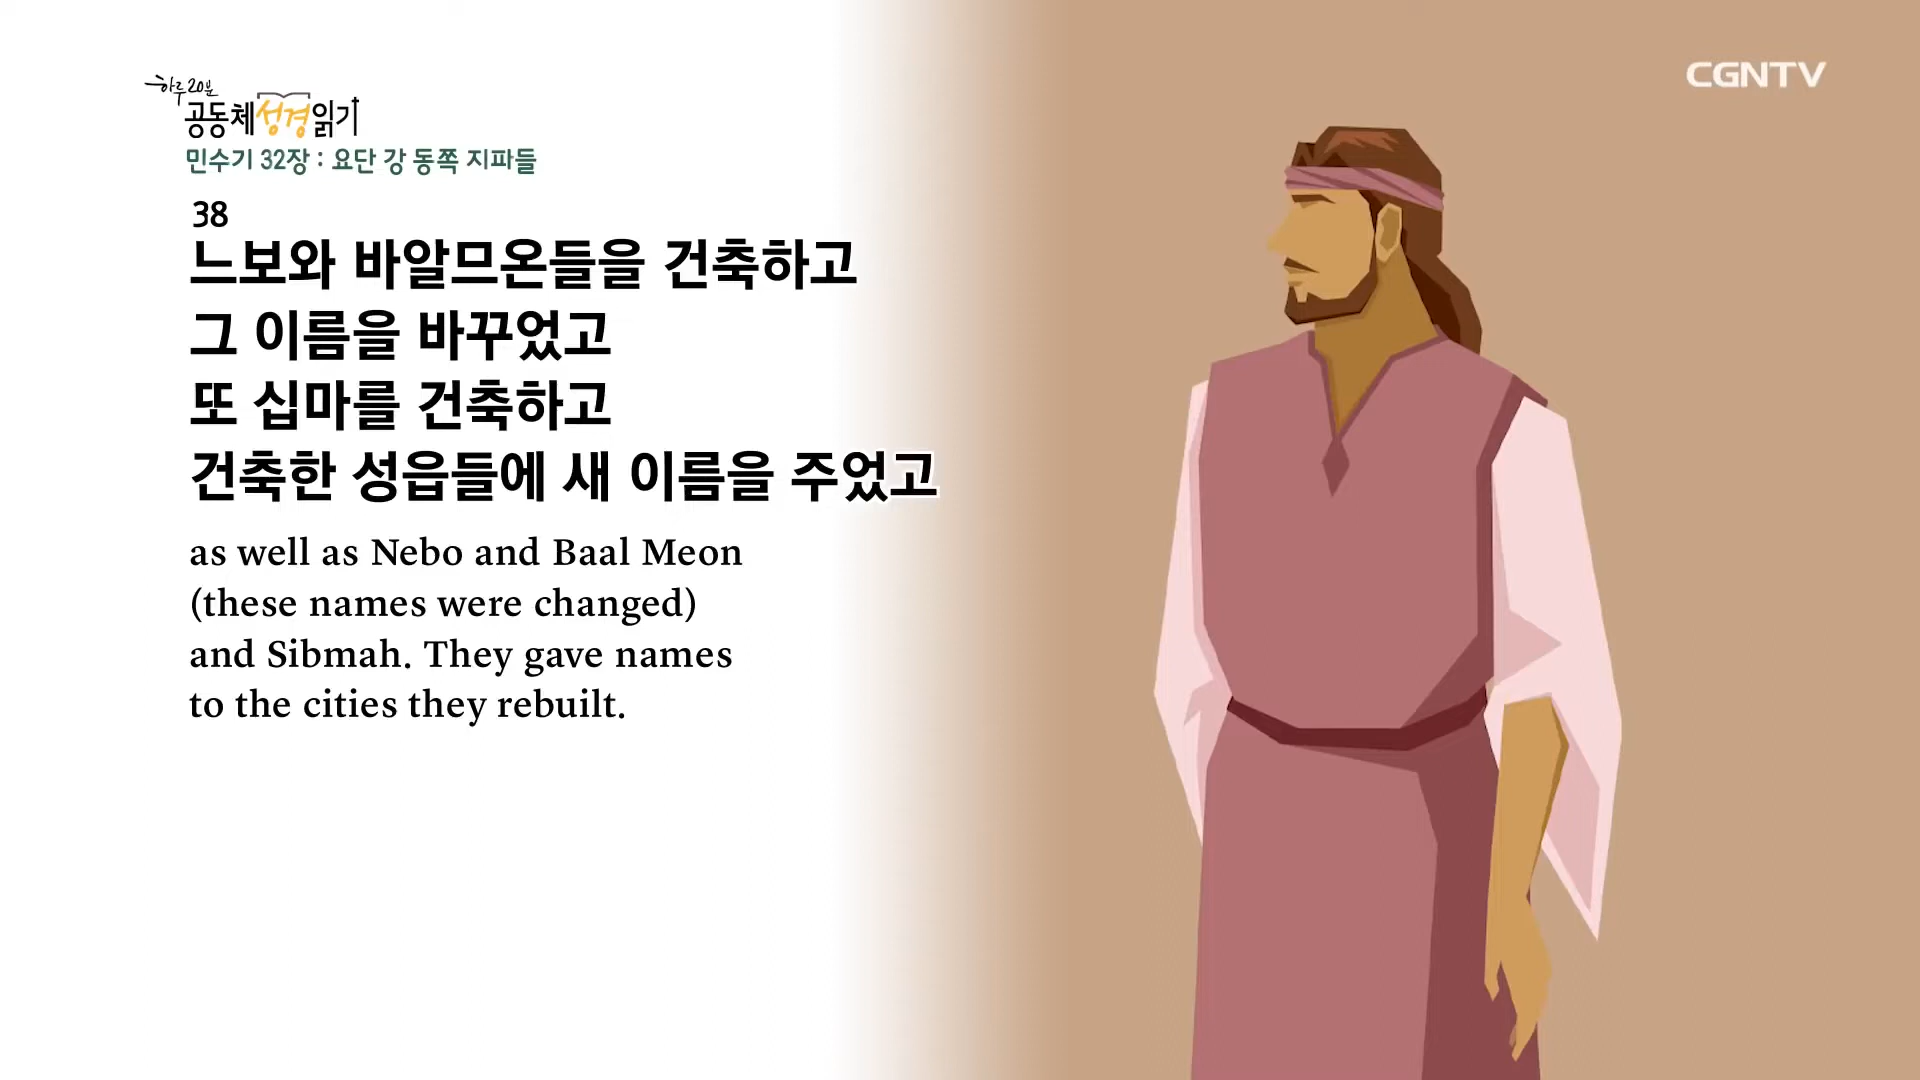 하루 20분
공동체성경읽기
CGNTV
민수기 32장 : 요단 강 동쪽 지파들
38
느보와 바알므온들을 건축하고
그 이름을 바꾸었고
또 십마를 건축하고
건축한 성읍들에 새 이름을 주었고
as well as Nebo and Baal Meon
(these names were changed)
and Sibmah. They gave names
to the cities they rebuilt.